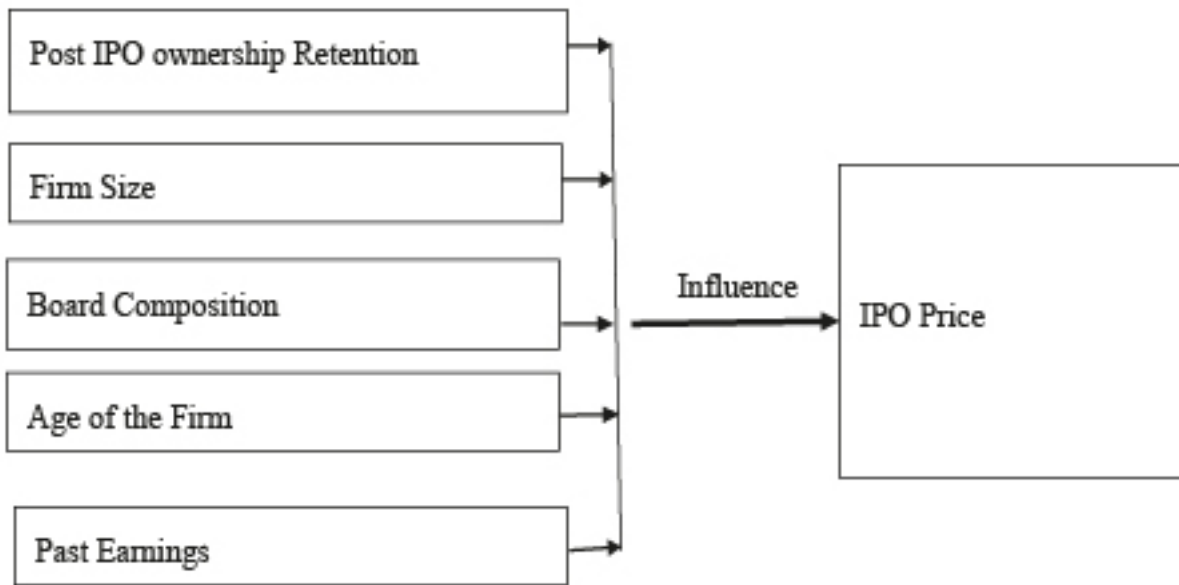 Post IPO ownership Retention
Firm Size
Board Composition
Age of the Firm
Past Earnings
Influence
IPO Price